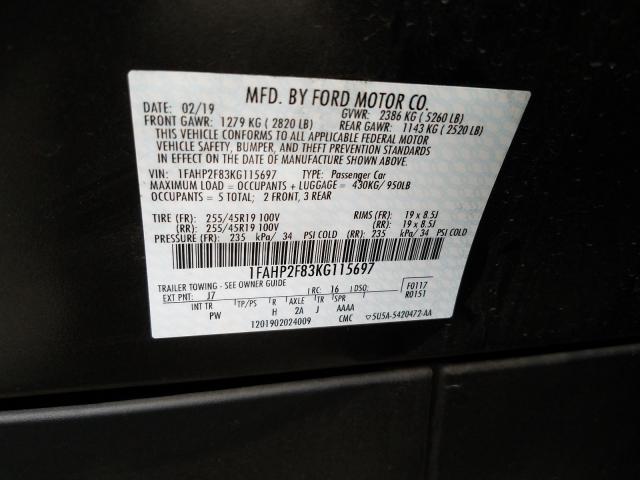 MFD. BY FORD MOTOR CO.
DATE: 02/19 GVWR: 2386 KG ( 5260 LB)
FRONT GAWR: 1279 KG ( 2820 LB) REAR GAWR: 1143 KG ( 2520 LB)
THIS VEHICLE CONFORMS TO ALL APPLICABLE FEDERAL MOTOR
VEHICLE SAFETY, BUMPER, AND THEFT PREVENTION STANDARDS
IN EFFECT ON THE DATE OF MANUFACTURE SHOWN ABOVE.
VIN: 1FAHP2F83KG115697 TYPE: Passenger Car
MAXIMUM LOAD = OCCUPANTS + LUGGAGE = 430KG/ 950LB
OCCUPANTS = 5 TOTAL; 2 FRONT, 3 REAR
TIRE (FR): 255/45R19 100V RIMS (FR): 19 x 8.5J
(RR): 255/45R19 100V (RR): 19 x 8.5J
PRESSURE (FR): 235 kPa/ 34 PSI COLD (RR): 235 kPa/ 34 PSI COLD
1FAHP2F83KG115697
TRAILER TOWING - SEE OWNER GUIDE
EXT PNT: J7 RC: 16 DSO: F0117
R0151
INT TR TP/PS R AXLE TR SPR
PW H 2A J AAAA
1201902024009 CMC ▽5U5A-5420472-AA